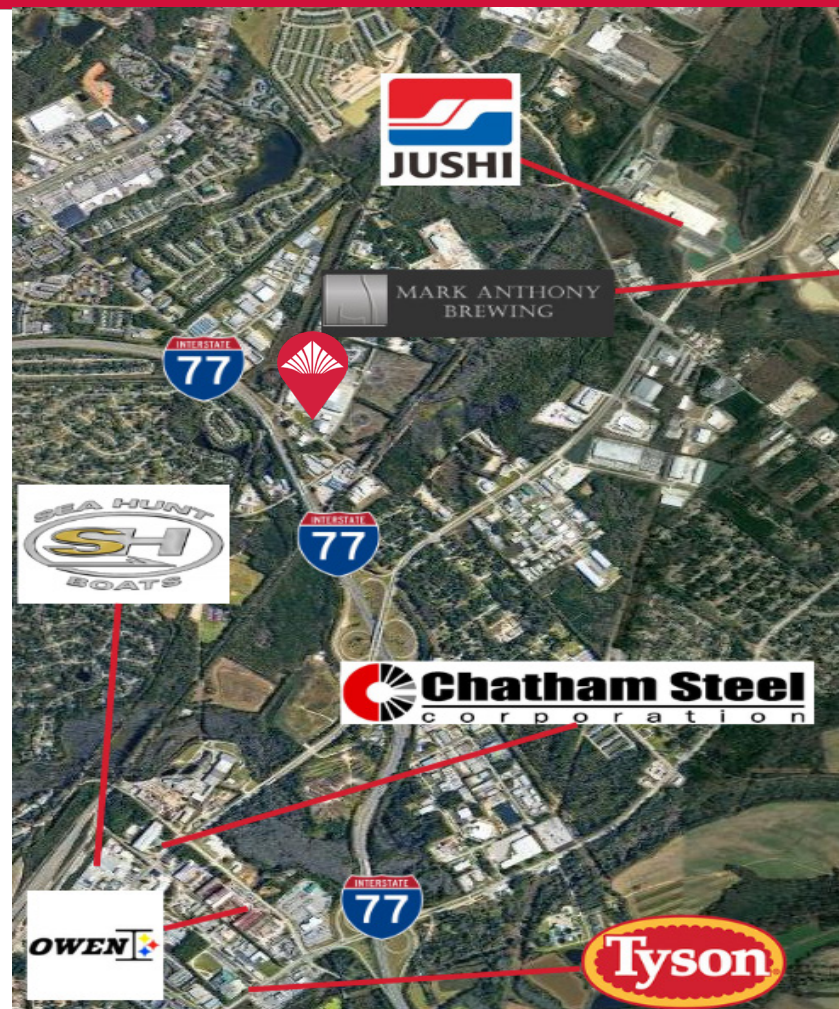 JUSHI
MARK ANTHONY
BREWING
INTERSTATE
77
INTERSTATE
77
SEA HUNT
SH
BOATS
Chatham Steel
corporation
INTERSTATE
77
OWEN
Tyson